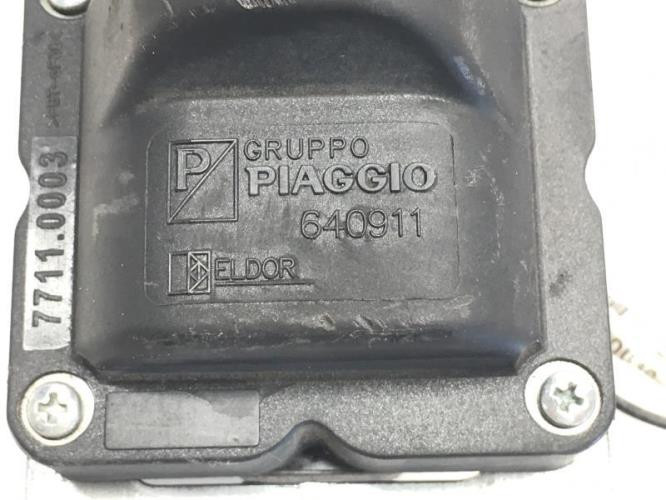 P
GRUPPO
PIAGGIO
640911
ELDOR
7711.0003